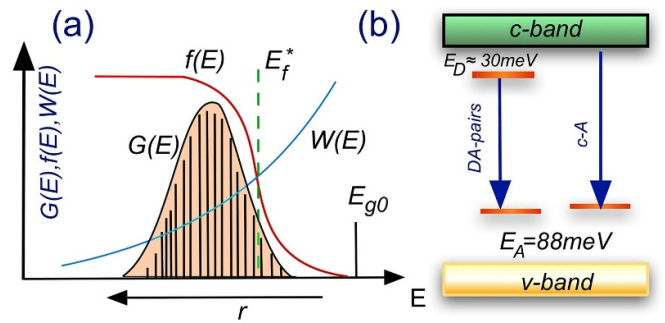 (a)
G(E),f(E),W(E)
f(E)
E_f^*
G(E)
W(E)
E_g0
r
E
(b)
c-band
E_D≈30meV
DA-pairs
c-A
E_A=88meV
v-band